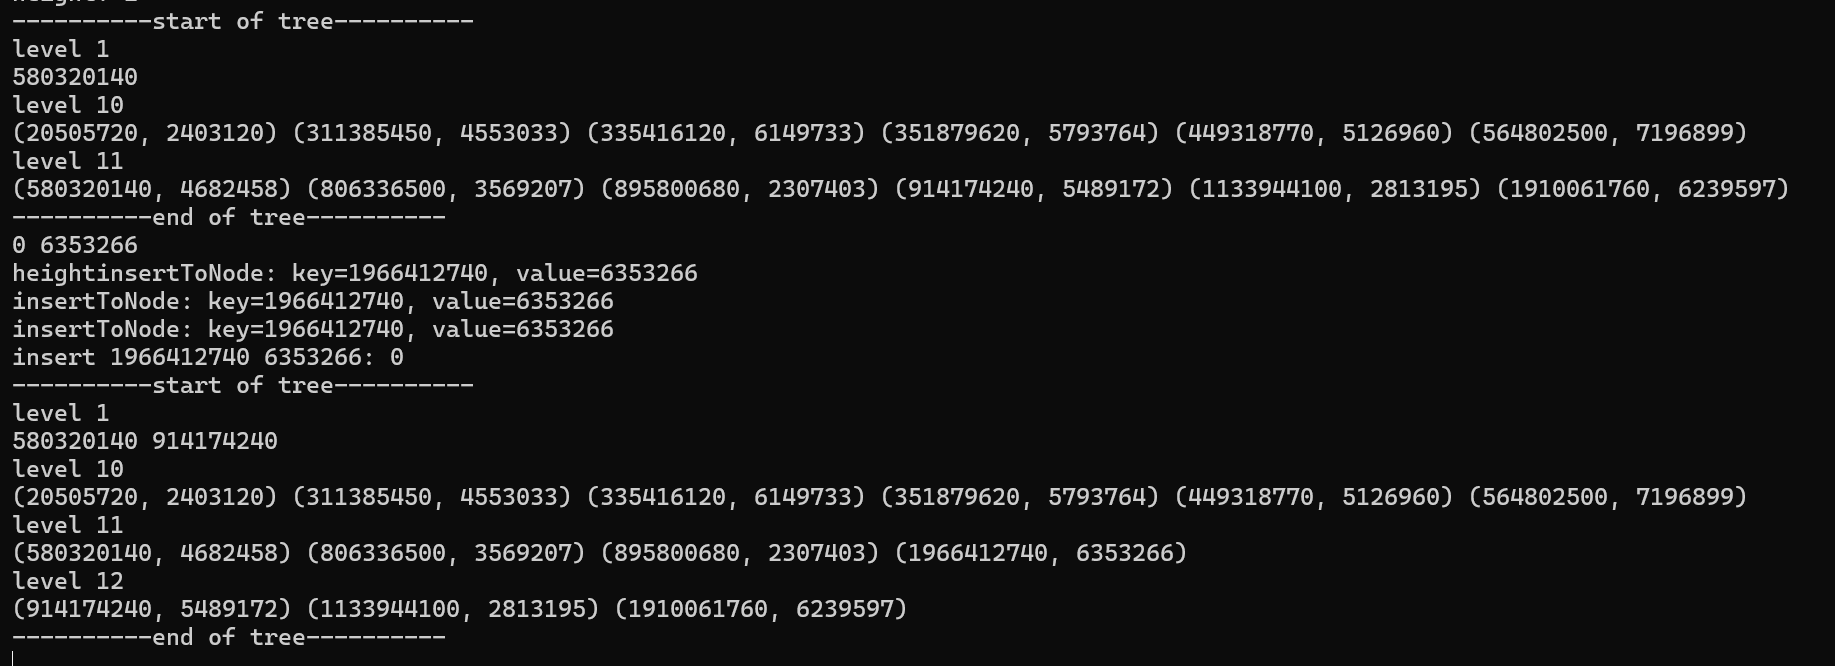 ----------start of tree----------
level 1
580320140
level 10
(20505720, 2403120) (311385450, 4553033) (335416120, 6149733) (351879620, 5793764) (449318770, 5126960) (564802500, 7196899)
level 11
(580320140, 4682458) (806336500, 3569207) (895800680, 2307403) (914174240, 5489172) (1133944100, 2813195) (1910061760, 6239597)
----------end of tree----------
0 6353266
heightinsertToNode: key=1966412740, value=6353266
insertToNode: key=1966412740, value=6353266
insertToNode: key=1966412740, value=6353266
insert 1966412740 6353266: 0
----------start of tree----------
level 1
580320140 914174240
level 10
(20505720, 2403120) (311385450, 4553033) (335416120, 6149733) (351879620, 5793764) (449318770, 5126960) (564802500, 7196899)
level 11
(580320140, 4682458) (806336500, 3569207) (895800680, 2307403) (1966412740, 6353266)
level 12
(914174240, 5489172) (1133944100, 2813195) (1910061760, 6239597)
----------end of tree----------